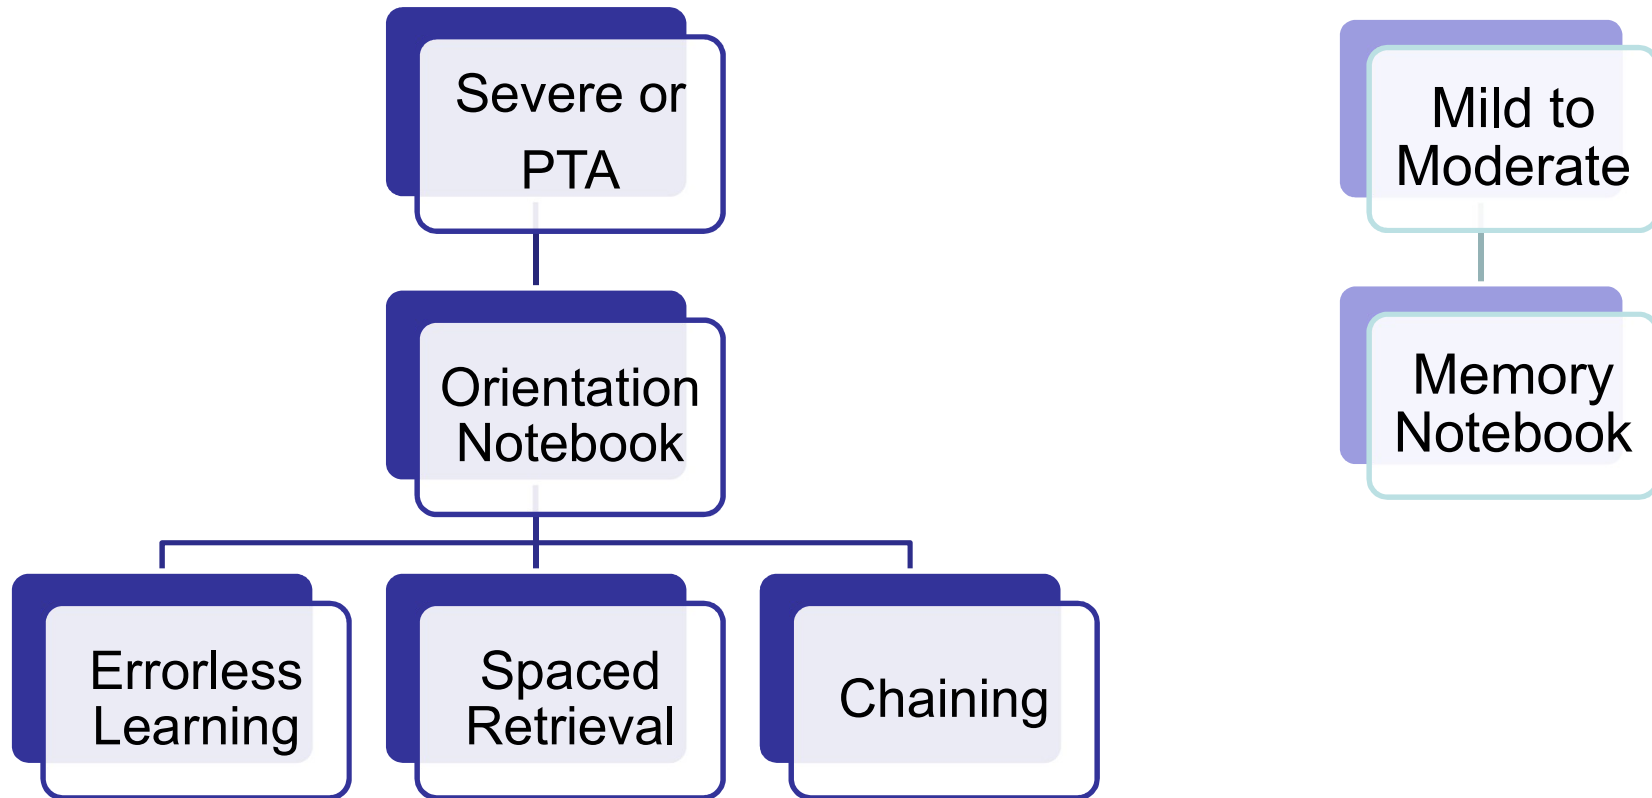 Severe or
PTA
Mild to
Moderate
Orientation
Notebook
Memory
Notebook
Errorless
Learning
Spaced
Retrieval
Chaining